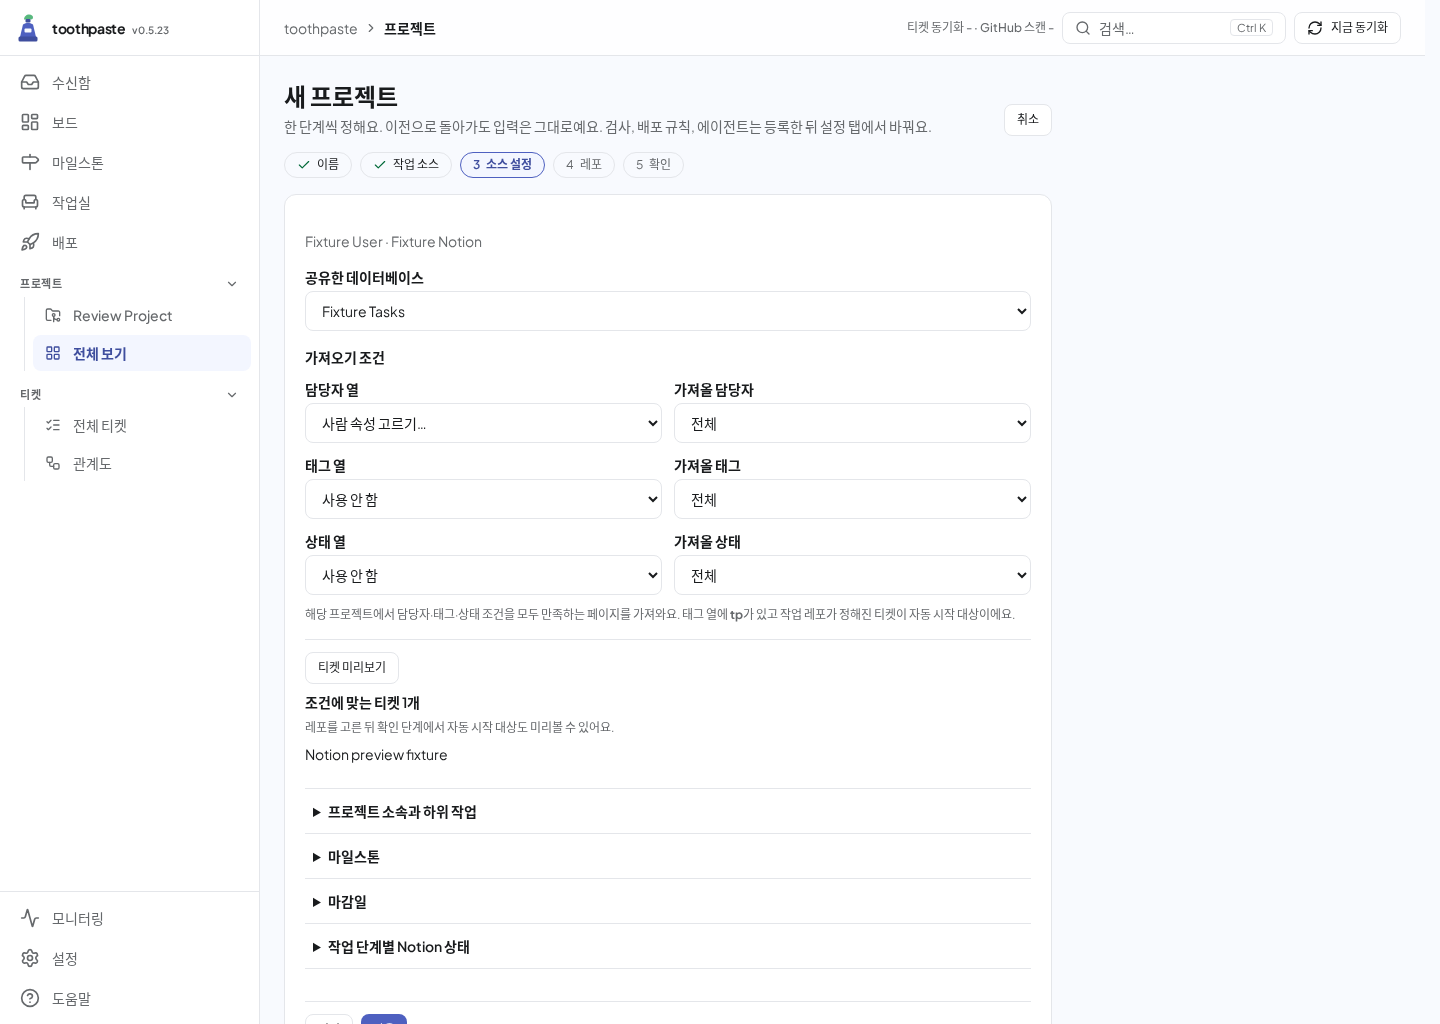 toothpaste v0.5.23
수신함
보드
마일스톤
작업실
배포
프로젝트
Review Project
전체 보기
티켓
전체 티켓
관계도
모니터링
설정
도움말
toothpaste > 프로젝트
티켓 동기화 - · GitHub 스캔 -
검색...
Ctrl K
지금 동기화
새 프로젝트
한 단계씩 정해요. 이전으로 돌아가도 입력은 그대로예요. 검사, 배포 규칙, 에이전트는 등록한 뒤 설정 탭에서 바꿔요.
취소
이름
작업 소스
3 소스 설정
4 레포
5 확인
Fixture User · Fixture Notion
공유한 데이터베이스
Fixture Tasks
가져오기 조건
담당자 열
가져올 담당자
사람 속성 고르기...
전체
태그 열
가져올 태그
사용 안 함
전체
상태 열
가져올 상태
사용 안 함
전체
해당 프로젝트에서 담당자·태그·상태 조건을 모두 만족하는 페이지를 가져와요. 태그 열에 tp가 있고 작업 레포가 정해진 티켓이 자동 시작 대상이에요.
티켓 미리보기
조건에 맞는 티켓 1개
레포를 고른 뒤 확인 단계에서 자동 시작 대상도 미리볼 수 있어요.
Notion preview fixture
프로젝트 소속과 하위 작업
마일스톤
마감일
작업 단계별 Notion 상태